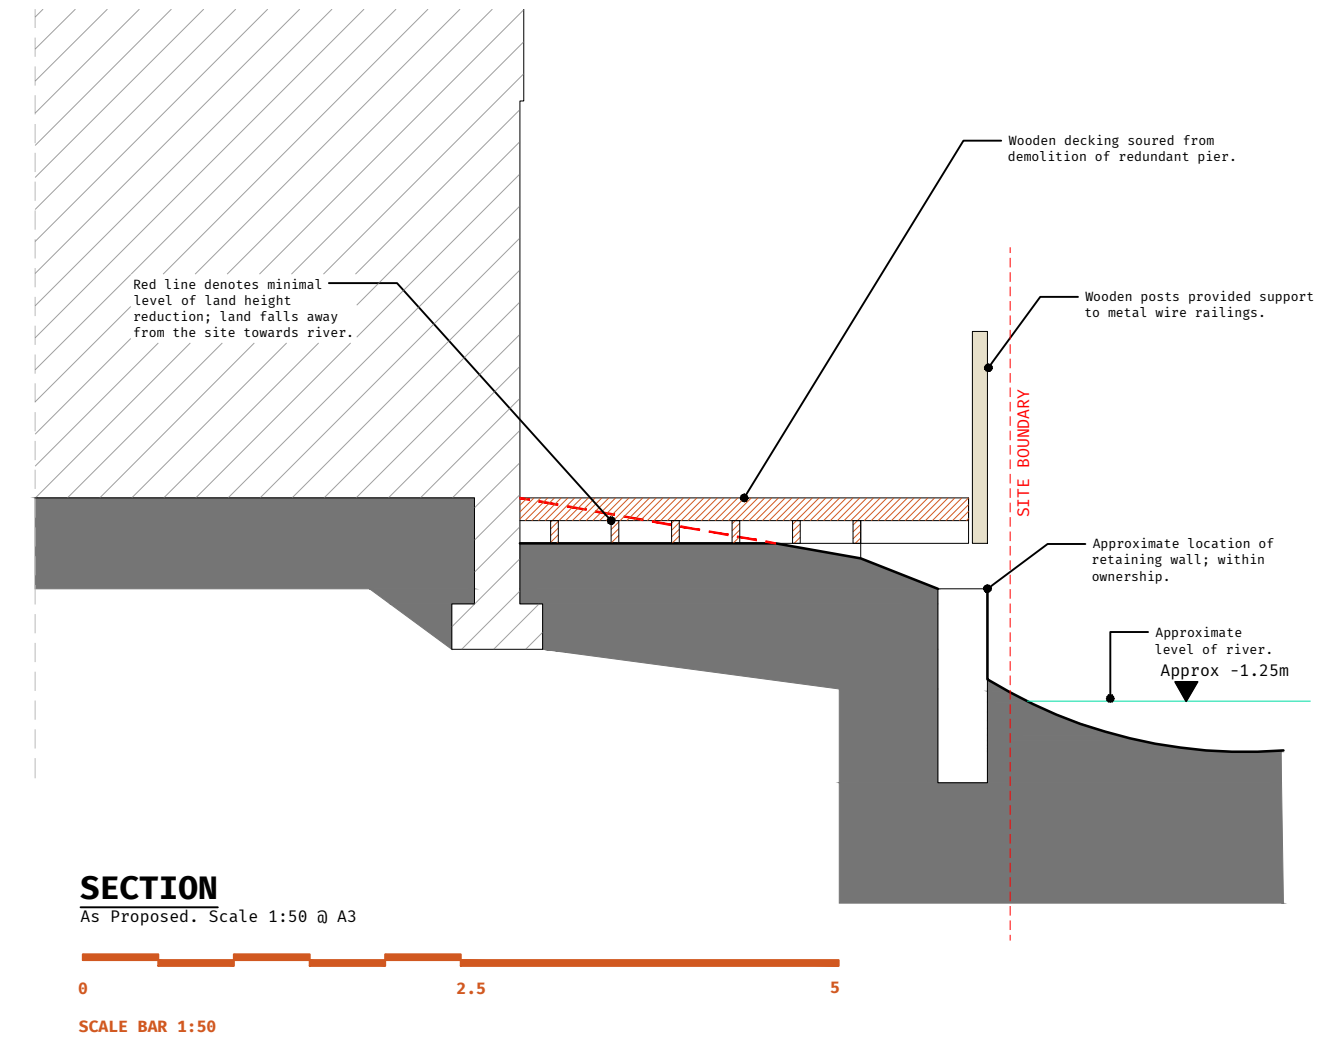 Wooden decking soured from
demolition of redundant pier.
Red line denotes minimal
level of land height
reduction; land falls away
from the site towards river.
Wooden posts provided support
to metal wire railings.
SITE BOUNDARY
Approximate location of
retaining wall; within
ownership.
Approximate
level of river.
Approx -1.25m
SECTION
As Proposed. Scale 1:50 @ A3
0 2.5 5
SCALE BAR 1:50